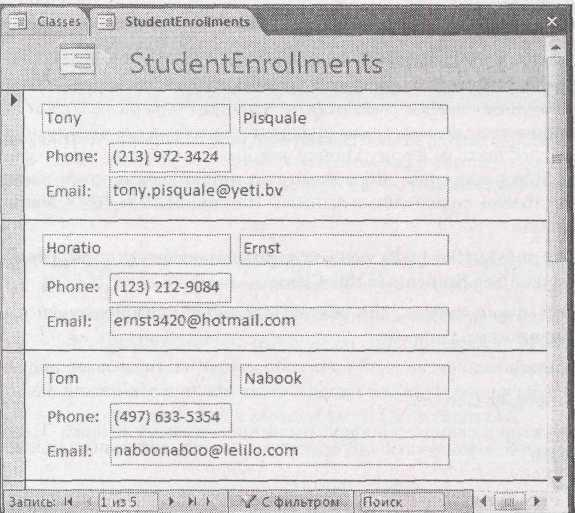 Classes StudentEnrollments
StudentEnrollments
Tony Pisquale
Phone: (213) 972-3424
Email: tony.pisquale@yeti.bv
Horatio Ernst
Phone: (123) 212-9084
Email: ernst3420@hotmail.com
Tom Nabook
Phone: (497) 633-5354
Email: naboonaboo@lelilo.com
Запись: 1 из 5 С фильтром Поиск